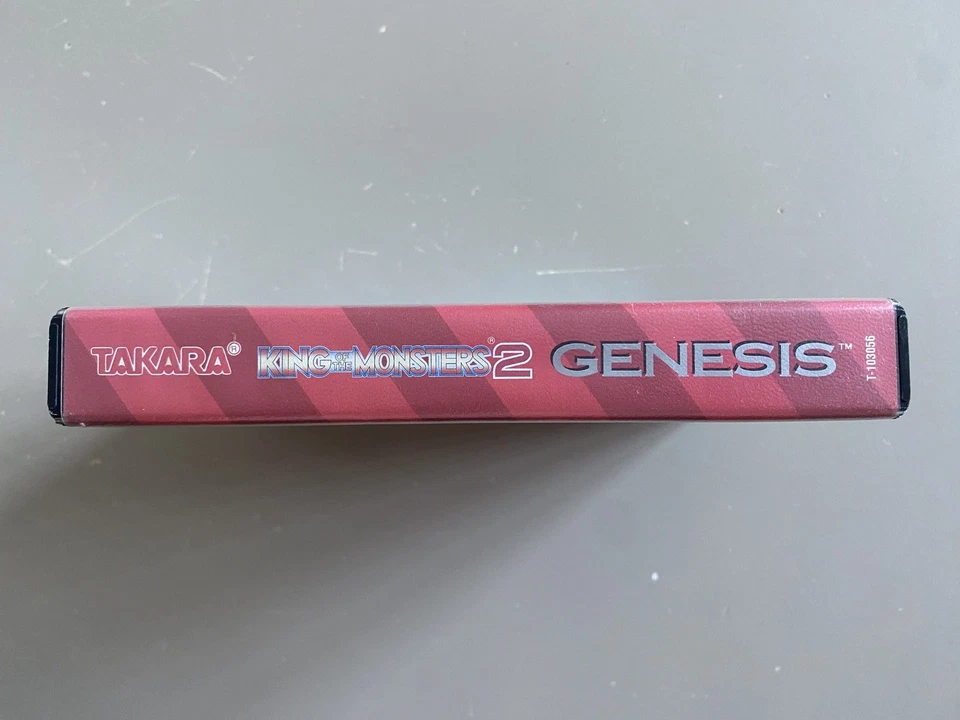 TAKARA®
KING OF THE MONSTERS® 2
GENESIS™
T-103056